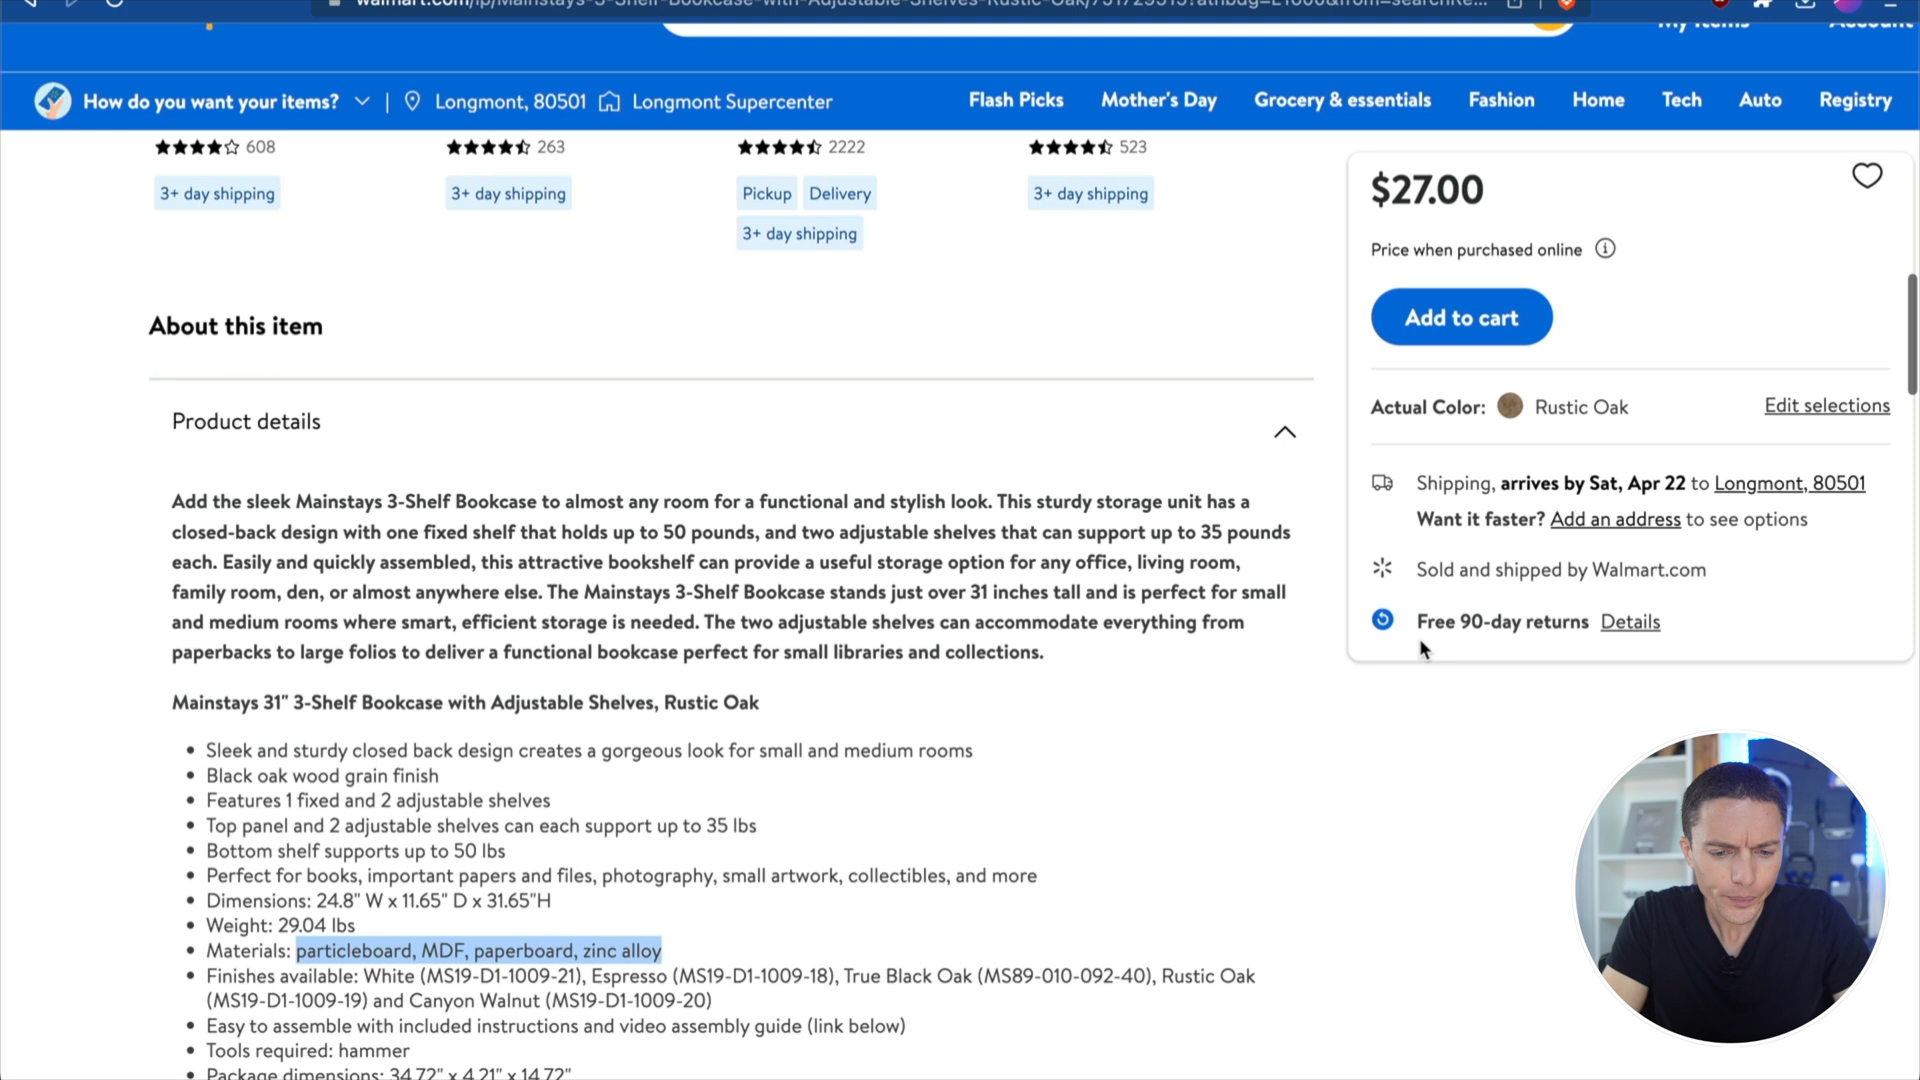 How do you want your items? | Longmont, 80501 Longmont Supercenter
Flash Picks Mother's Day Grocery & essentials Fashion Home Tech Auto Registry
608 263 2222 523
3+ day shipping 3+ day shipping Pickup Delivery 3+ day shipping
3+ day shipping
About this item
Product details
Add the sleek Mainstays 3-Shelf Bookcase to almost any room for a functional and stylish look. This sturdy storage unit has a
closed-back design with one fixed shelf that holds up to 50 pounds, and two adjustable shelves that can support up to 35 pounds
each. Easily and quickly assembled, this attractive bookshelf can provide a useful storage option for any office, living room,
family room, den, or almost anywhere else. The Mainstays 3-Shelf Bookcase stands just over 31 inches tall and is perfect for small
and medium rooms where smart, efficient storage is needed. The two adjustable shelves can accommodate everything from
paperbacks to large folios to deliver a functional bookcase perfect for small libraries and collections.
Mainstays 31" 3-Shelf Bookcase with Adjustable Shelves, Rustic Oak
• Sleek and sturdy closed back design creates a gorgeous look for small and medium rooms
• Black oak wood grain finish
• Features 1 fixed and 2 adjustable shelves
• Top panel and 2 adjustable shelves can each support up to 35 lbs
• Bottom shelf supports up to 50 lbs
• Perfect for books, important papers and files, photography, small artwork, collectibles, and more
• Dimensions: 24.8" W x 11.65" D x 31.65"H
• Weight: 29.04 lbs
• Materials: particleboard, MDF, paperboard, zinc alloy
• Finishes available: White (MS19-D1-1009-21), Espresso (MS19-D1-1009-18), True Black Oak (MS89-010-092-40), Rustic Oak
(MS19-D1-1009-19) and Canyon Walnut (MS19-D1-1009-20)
• Easy to assemble with included instructions and video assembly guide (link below)
• Tools required: hammer
• Package dimensions: 34.72" x 4.21" x 14.72"
$27.00
Price when purchased online
Add to cart
Actual Color: Rustic Oak Edit selections
Shipping, arrives by Sat, Apr 22 to Longmont, 80501
Want it faster? Add an address to see options
Sold and shipped by Walmart.com
Free 90-day returns Details